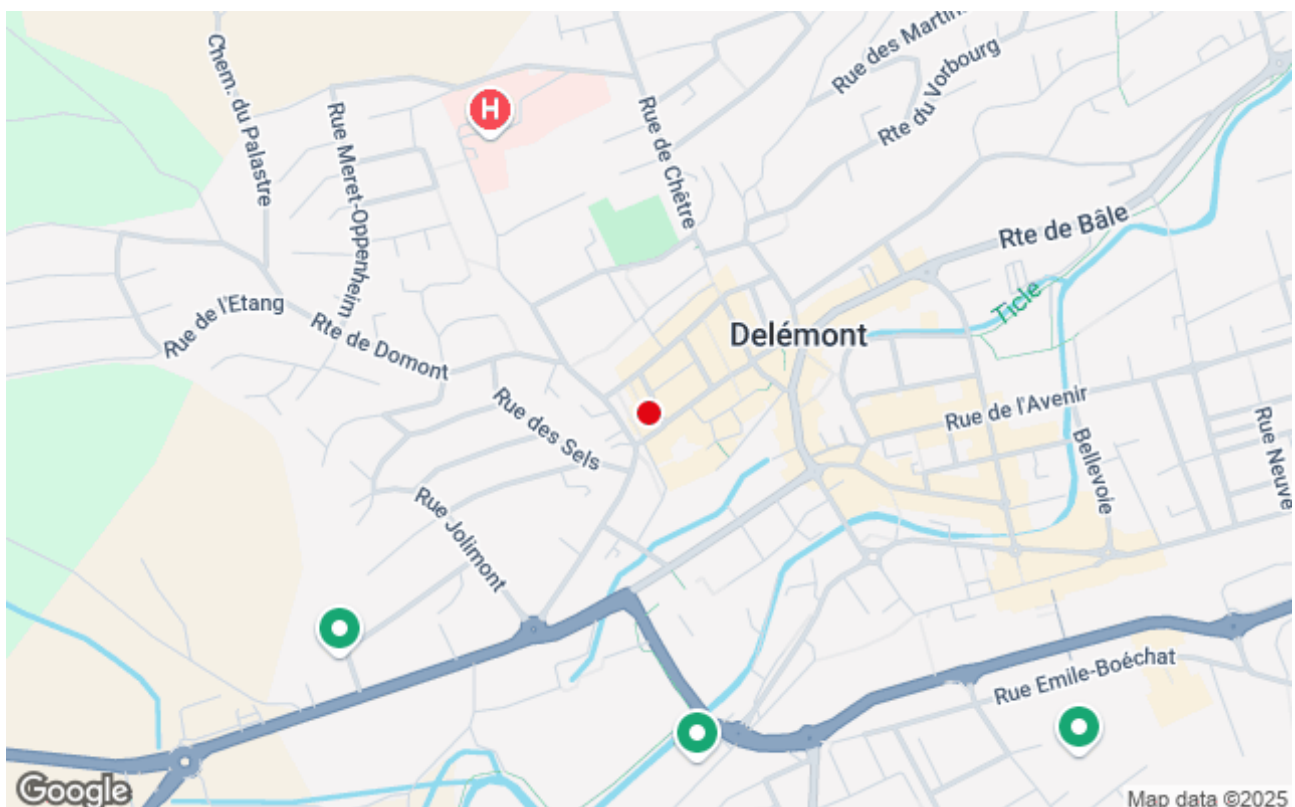 Rue des Martin
Chem. du Palastre
Rue Meret-Oppenheim
H
Rue de Chêtre
Rte du Vorbourg
Rte de Bâle
Rue de l'Etang
Rte de Domont
Delémont
Ticle
Rue des Sels
Rue de l'Avenir
Bellevoie
Rue Neuve
Rue Jolimont
Rue Emile-Boéchat
Google
Map data ©2025